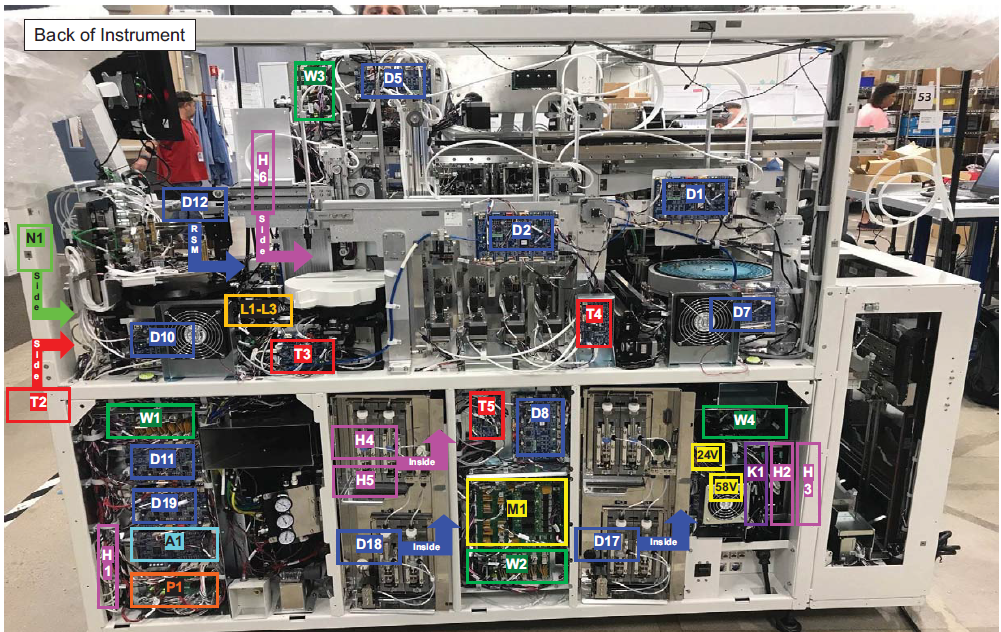 Back of Instrument
W3
D5
53
H
6
Side
D12
RSM
D1
D2
N1
Side
L1-L3
D10
T3
T4
D7
Side
T2
W1
D11
D19
A1
H
1
P1
H4
Inside
H5
D18
Inside
T5
D8
M1
W2
D17
Inside
W4
24V
58V
K1
H2
H
3